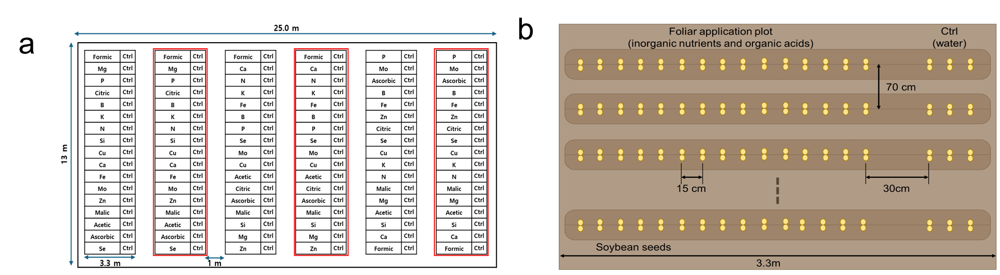 a
25.0 m
13 m
Formic Ctrl Formic Ctrl Formic Ctrl Formic Ctrl P Ctrl P Ctrl
Mg Ctrl Mg Ctrl Ca Ctrl Ca Ctrl Mo Ctrl Mo Ctrl
P Ctrl P Ctrl N Ctrl N Ctrl Ascorbic Ctrl Ascorbic Ctrl
Citric Ctrl Citric Ctrl K Ctrl K Ctrl B Ctrl B Ctrl
B Ctrl B Ctrl Fe Ctrl Fe Ctrl Fe Ctrl Fe Ctrl
K Ctrl K Ctrl B Ctrl B Ctrl Zn Ctrl Zn Ctrl
N Ctrl N Ctrl P Ctrl P Ctrl Citric Ctrl Citric Ctrl
Si Ctrl Si Ctrl Se Ctrl Se Ctrl Se Ctrl Se Ctrl
Cu Ctrl Cu Ctrl Mo Ctrl Mo Ctrl Cu Ctrl Cu Ctrl
Ca Ctrl Ca Ctrl Cu Ctrl Cu Ctrl K Ctrl K Ctrl
Fe Ctrl Fe Ctrl Acetic Ctrl Acetic Ctrl N Ctrl N Ctrl
Mo Ctrl Mo Ctrl Citric Ctrl Citric Ctrl Malic Ctrl Malic Ctrl
Zn Ctrl Zn Ctrl Ascorbic Ctrl Ascorbic Ctrl Mg Ctrl Mg Ctrl
Malic Ctrl Malic Ctrl Malic Ctrl Malic Ctrl Acetic Ctrl Acetic Ctrl
Acetic Ctrl Acetic Ctrl Si Ctrl Si Ctrl Si Ctrl Si Ctrl
Ascorbic Ctrl Ascorbic Ctrl Mg Ctrl Mg Ctrl Ca Ctrl Ca Ctrl
Se Ctrl Se Ctrl Zn Ctrl Zn Ctrl Formic Ctrl Formic Ctrl
3.3 m
1 m
b
Foliar application plot
(inorganic nutrients and organic acids)
Ctrl
(water)
70 cm
15 cm
30cm
Soybean seeds
3.3m